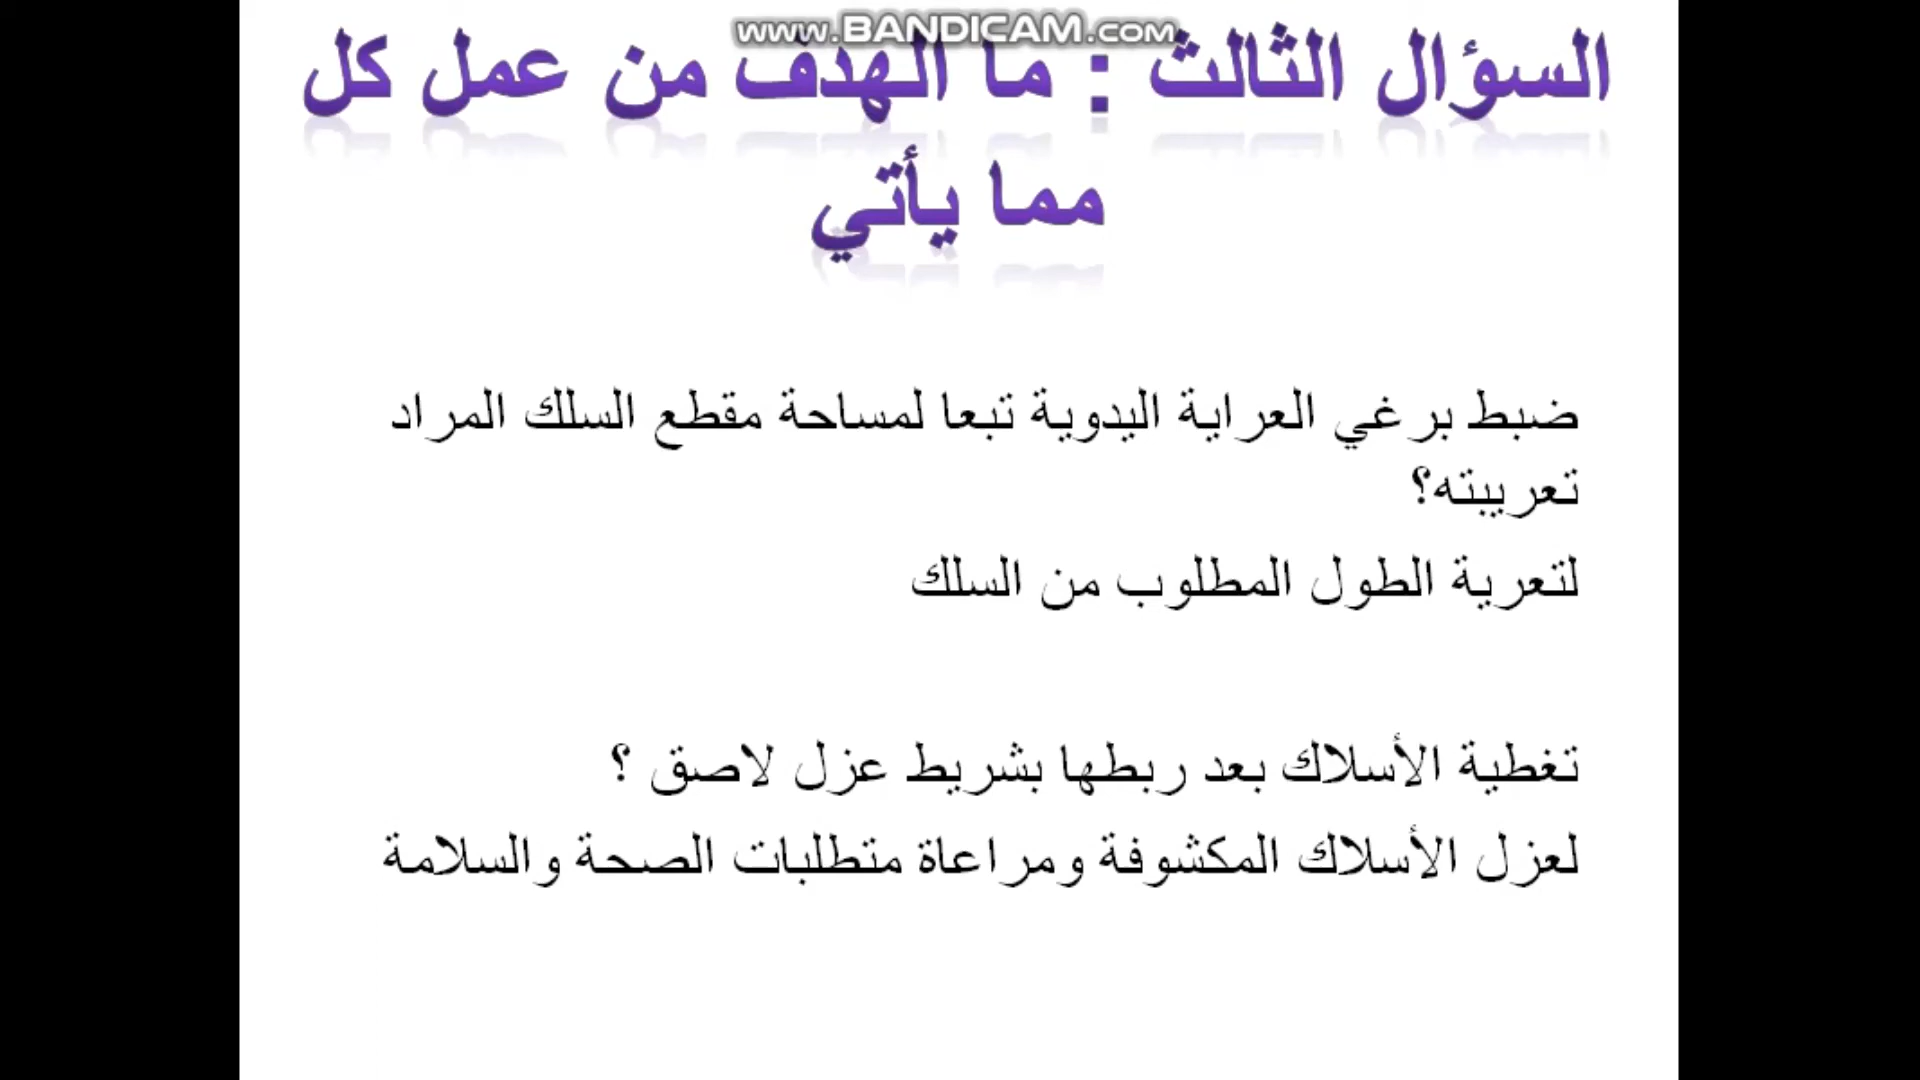 www.BANDICAM.com
السؤال الثالث : ما الهدف من عمل كل
مما يأتي
ضبط برغي العراية اليدوية تبعا لمساحة مقطع السلك المراد
تعرييته؟
لتعرية الطول المطلوب من السلك
تغطية الأسلاك بعد ربطها بشريط عزل لاصق ؟
لعزل الأسلاك المكشوفة ومراعاة متطلبات الصحة والسلامة